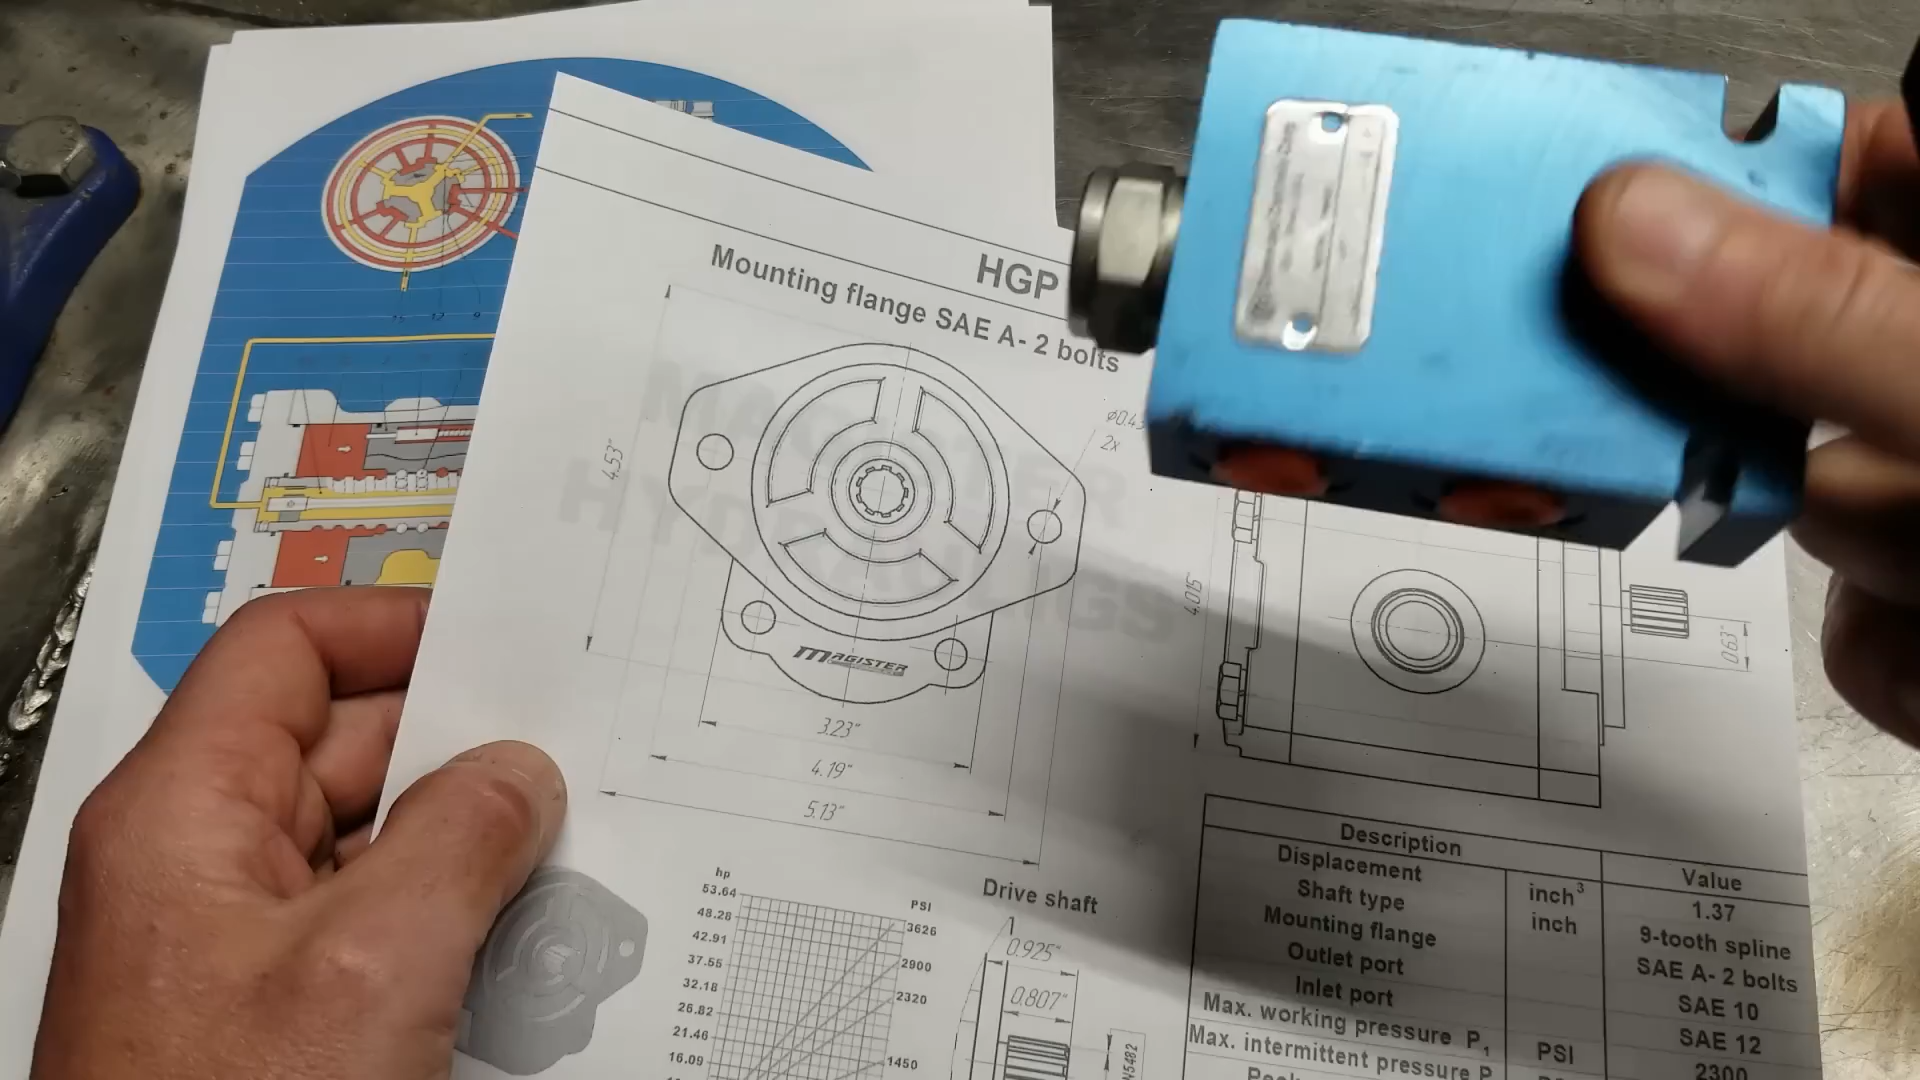 HGP
Mounting flange SAE A- 2 bolts
MAGISTER
HYDRAULICS
4.53"
2x
MAGISTER
3.23"
4.19"
5.13"
4.015"
0.63"
hp
53.64
48.28
42.91
37.55
32.18
26.82
21.46
16.09
PSI
3626
2900
2320
1450
Drive shaft
0.925"
0.807"
Description
Value
Displacement
inch³
1.37
Shaft type
inch
9-tooth spline
Mounting flange
SAE A- 2 bolts
Outlet port
SAE 10
Inlet port
SAE 12
Max. working pressure P1
PSI
2300
Max. intermittent pressure P